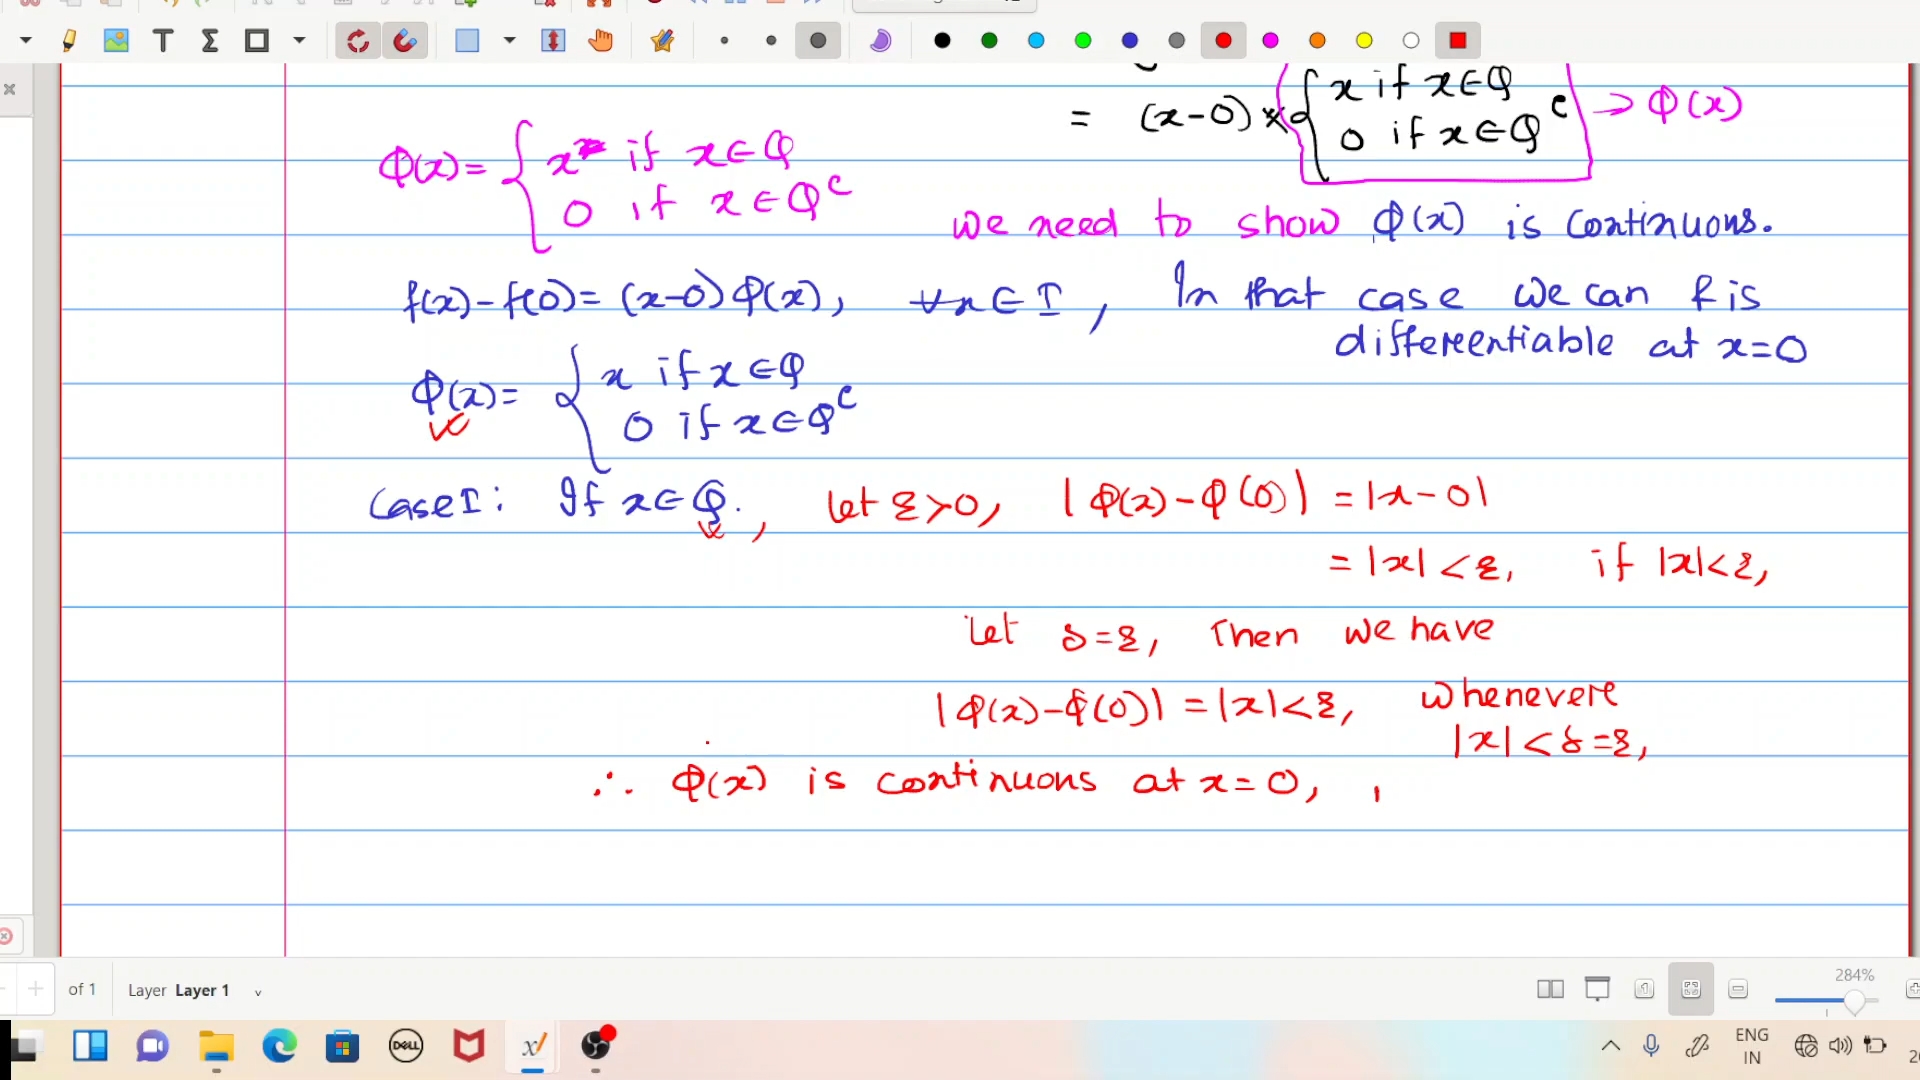 = (x-0) × { x if x∈Q
0 if x∈Q^c → Φ(x)
Φ(x)= { x if x∈Q
0 if x∈Q^c
we need to show Φ(x) is continuous.
f(x)-f(0)= (x-0) Φ(x), ∀x∈I, In that case we can f is
differentiable at x=0
Φ(x)= { x if x∈Q
0 if x∈Q^c
Case I: If x∈Q., let ε>0, |Φ(x)-Φ(0)| = |x-0|
= |x| < ε, if |x|<ε,
Let δ=ε, Then we have
|Φ(x)-Φ(0)| = |x|<ε, whenever
|x| < δ=ε,
∴ Φ(x) is continuous at x=0,
of 1 Layer Layer 1
284%
DELL
ENG
IN